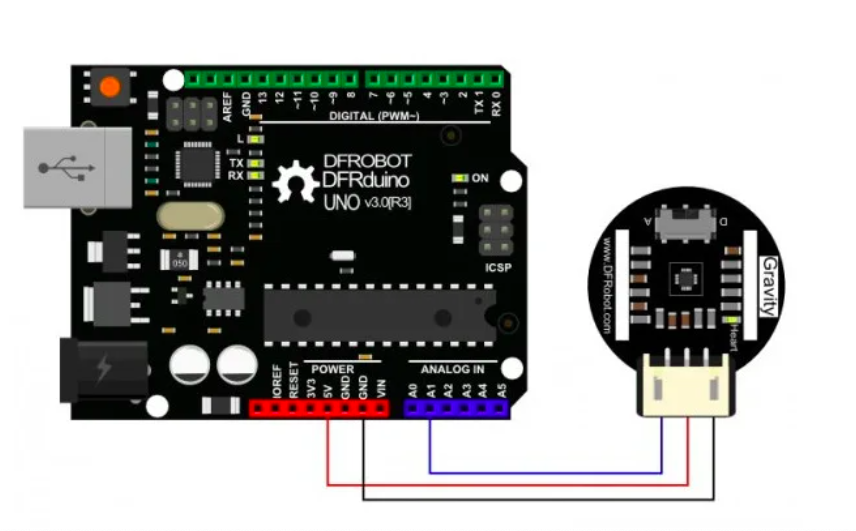 AREF
GND
13
12
~11
~10
~9
8
7
~6
~5
4
~3
2
TX 1
RX 0
DIGITAL (PWM~)
L
TX
RX
DFROBOT
DFRduino
UNO v3.0[R3]
ON
ICSP
050
POWER
ANALOG IN
IOREF
RESET
3V3
5V
GND
GND
VIN
A0
A1
A2
A3
A4
A5
A
D
www.DFRobot.com
Gravity
Heart